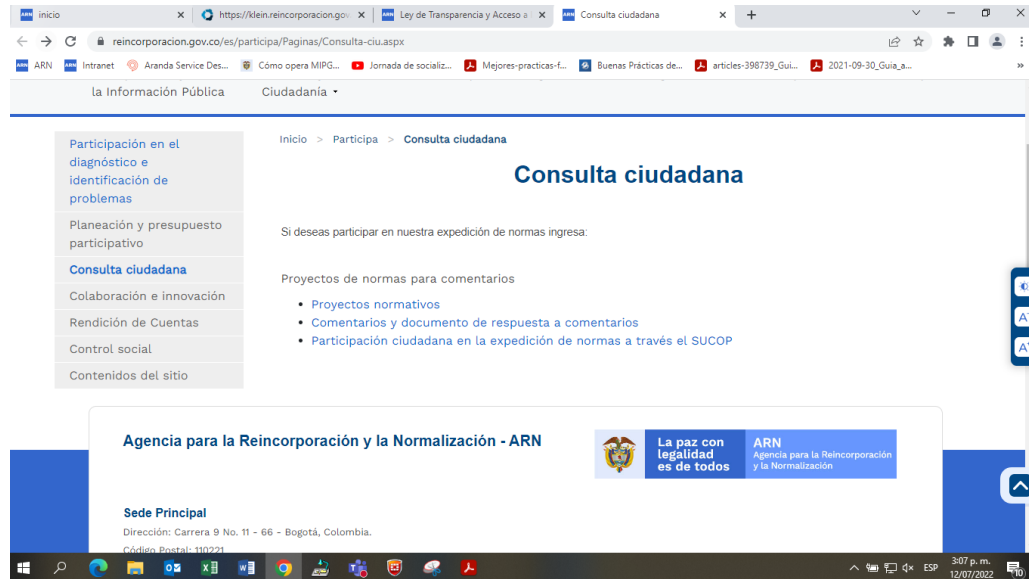 inicio
https://klein.reincorporacion.gov
Ley de Transparencia y Acceso a
Consulta ciudadana
reincorporacion.gov.co/es/participa/Paginas/Consulta-ciu.aspx
ARN
Intranet
Aranda Service Des...
Cómo opera MIPG...
Jornada de socializ...
Mejores-practicas-f...
Buenas Prácticas de...
articles-398739_Gui...
2021-09-30_Guia_a...
»
la Información Pública
Ciudadanía
Participación en el
diagnóstico e
identificación de
problemas
Planeación y presupuesto
participativo
Consulta ciudadana
Colaboración e innovación
Rendición de Cuentas
Control social
Contenidos del sitio
Inicio > Participa > Consulta ciudadana
Consulta ciudadana
Si deseas participar en nuestra expedición de normas ingresa:
Proyectos de normas para comentarios
• Proyectos normativos
• Comentarios y documento de respuesta a comentarios
• Participación ciudadana en la expedición de normas a través el SUCOP
Agencia para la Reincorporación y la Normalización - ARN
La paz con
legalidad
es de todos
ARN
Agencia para la Reincorporación
y la Normalización
Sede Principal
Dirección: Carrera 9 No. 11 - 66 - Bogotá, Colombia.
Código Postal: 110221
ESP
3:07 p. m.
12/07/2022